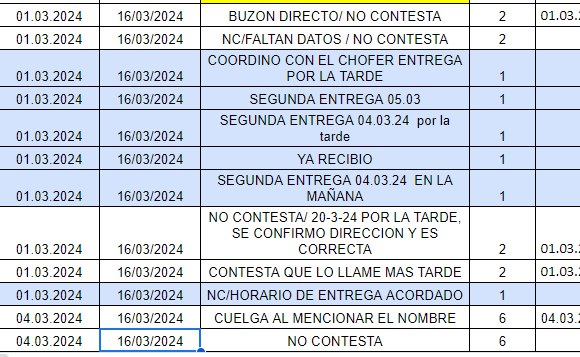 01.03.2024 16/03/2024 BUZON DIRECTO/ NO CONTESTA 2 01.03.2
01.03.2024 16/03/2024 NC/FALTAN DATOS / NO CONTESTA 2
COORDINO CON EL CHOFER ENTREGA
01.03.2024 16/03/2024 POR LA TARDE 1
01.03.2024 16/03/2024 SEGUNDA ENTREGA 05.03 1
SEGUNDA ENTREGA 04.03.24 por la
01.03.2024 16/03/2024 tarde 1
01.03.2024 16/03/2024 YA RECIBIO 1
SEGUNDA ENTREGA 04.03.24 EN LA
01.03.2024 16/03/2024 MAÑANA 1
NO CONTESTA/ 20-3-24 POR LA TARDE,
SE CONFIRMO DIRECCION Y ES
01.03.2024 16/03/2024 CORRECTA 2 01.03.2
01.03.2024 16/03/2024 CONTESTA QUE LO LLAME MAS TARDE 2 01.03.2
01.03.2024 16/03/2024 NC/HORARIO DE ENTREGA ACORDADO 1
04.03.2024 16/03/2024 CUELGA AL MENCIONAR EL NOMBRE 6 04.03.2
04.03.2024 16/03/2024 NO CONTESTA 6